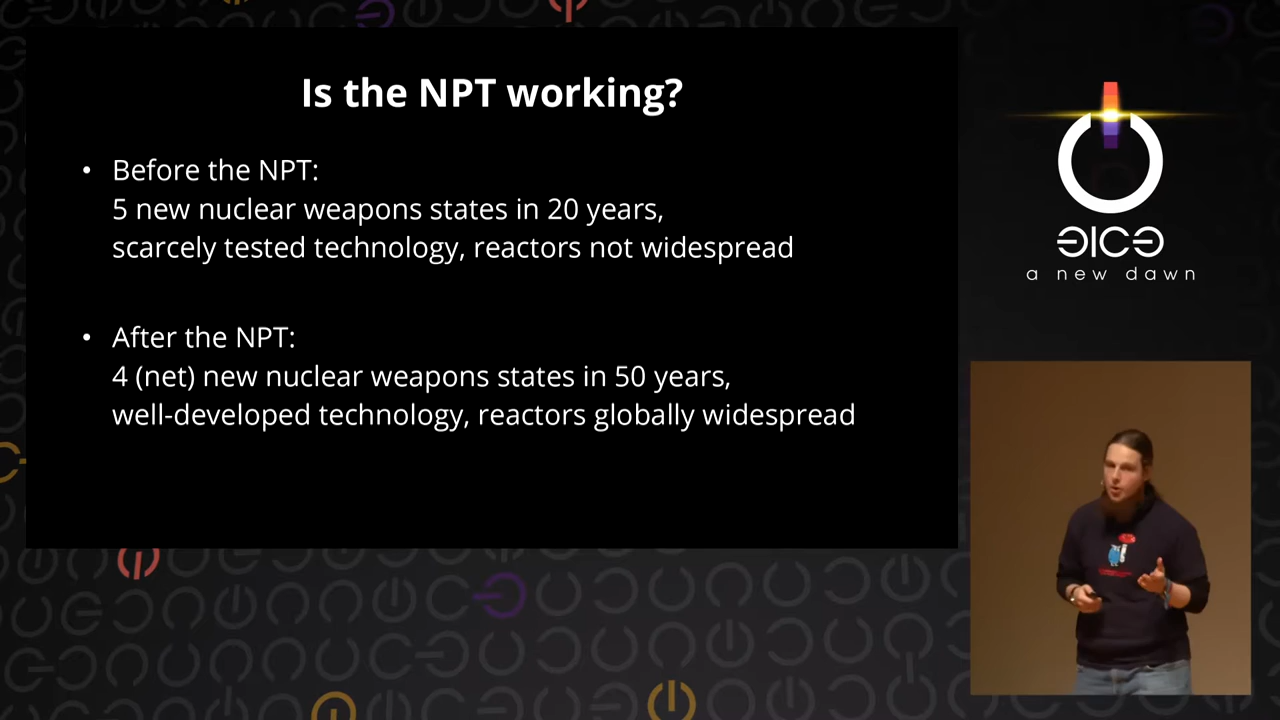 Is the NPT working?
• Before the NPT:
5 new nuclear weapons states in 20 years,
scarcely tested technology, reactors not widespread
• After the NPT:
4 (net) new nuclear weapons states in 50 years,
well-developed technology, reactors globally widespread
ƎICƎ
a new dawn